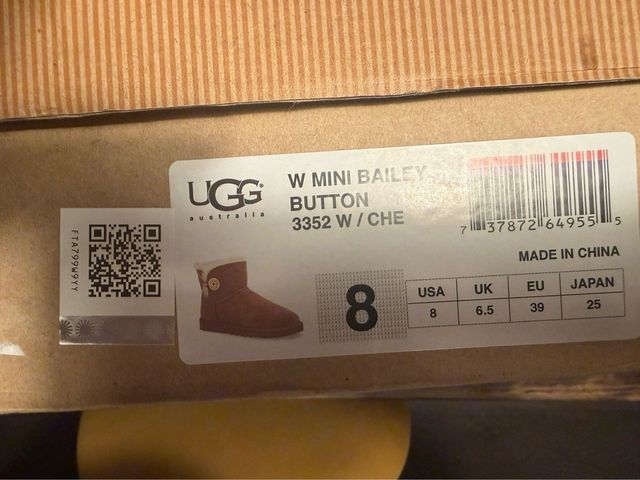 UGG®
australia
W MINI BAILEY
BUTTON
3352 W / CHE
7 37872 64955 5
MADE IN CHINA
FTA799W9YY
8
USA UK EU JAPAN
8 6.5 39 25